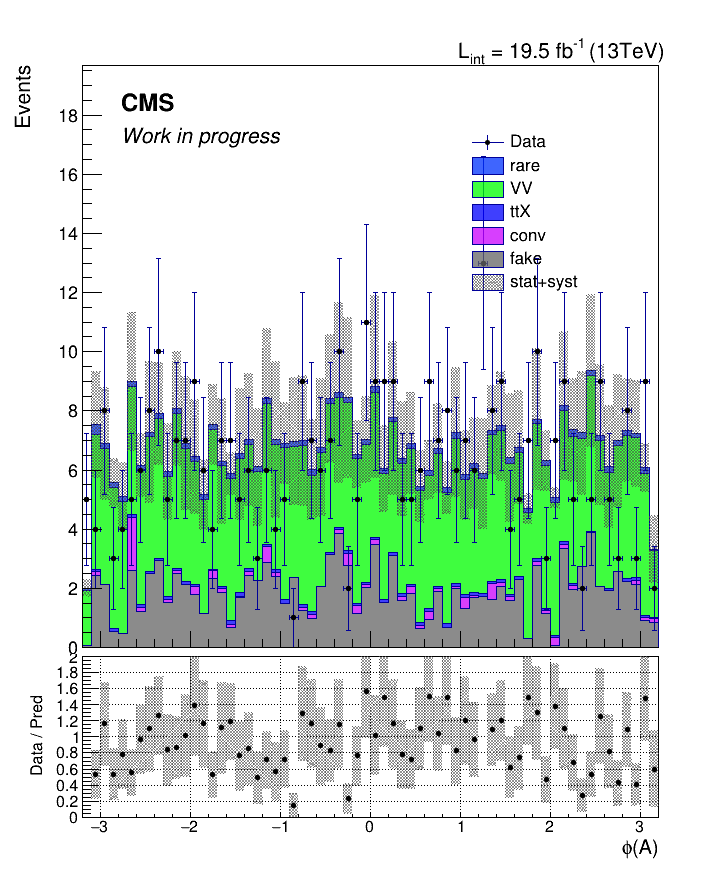 L_int = 19.5 fb^-1 (13TeV)
Events
CMS
Work in progress
Data
rare
VV
ttX
conv
fake
stat+syst
18
16
14
12
10
8
6
4
2
0
Data / Pred
2
1.8
1.6
1.4
1.2
1
0.8
0.6
0.4
0.2
0
−3 −2 −1 0 1 2 3
ϕ(A)